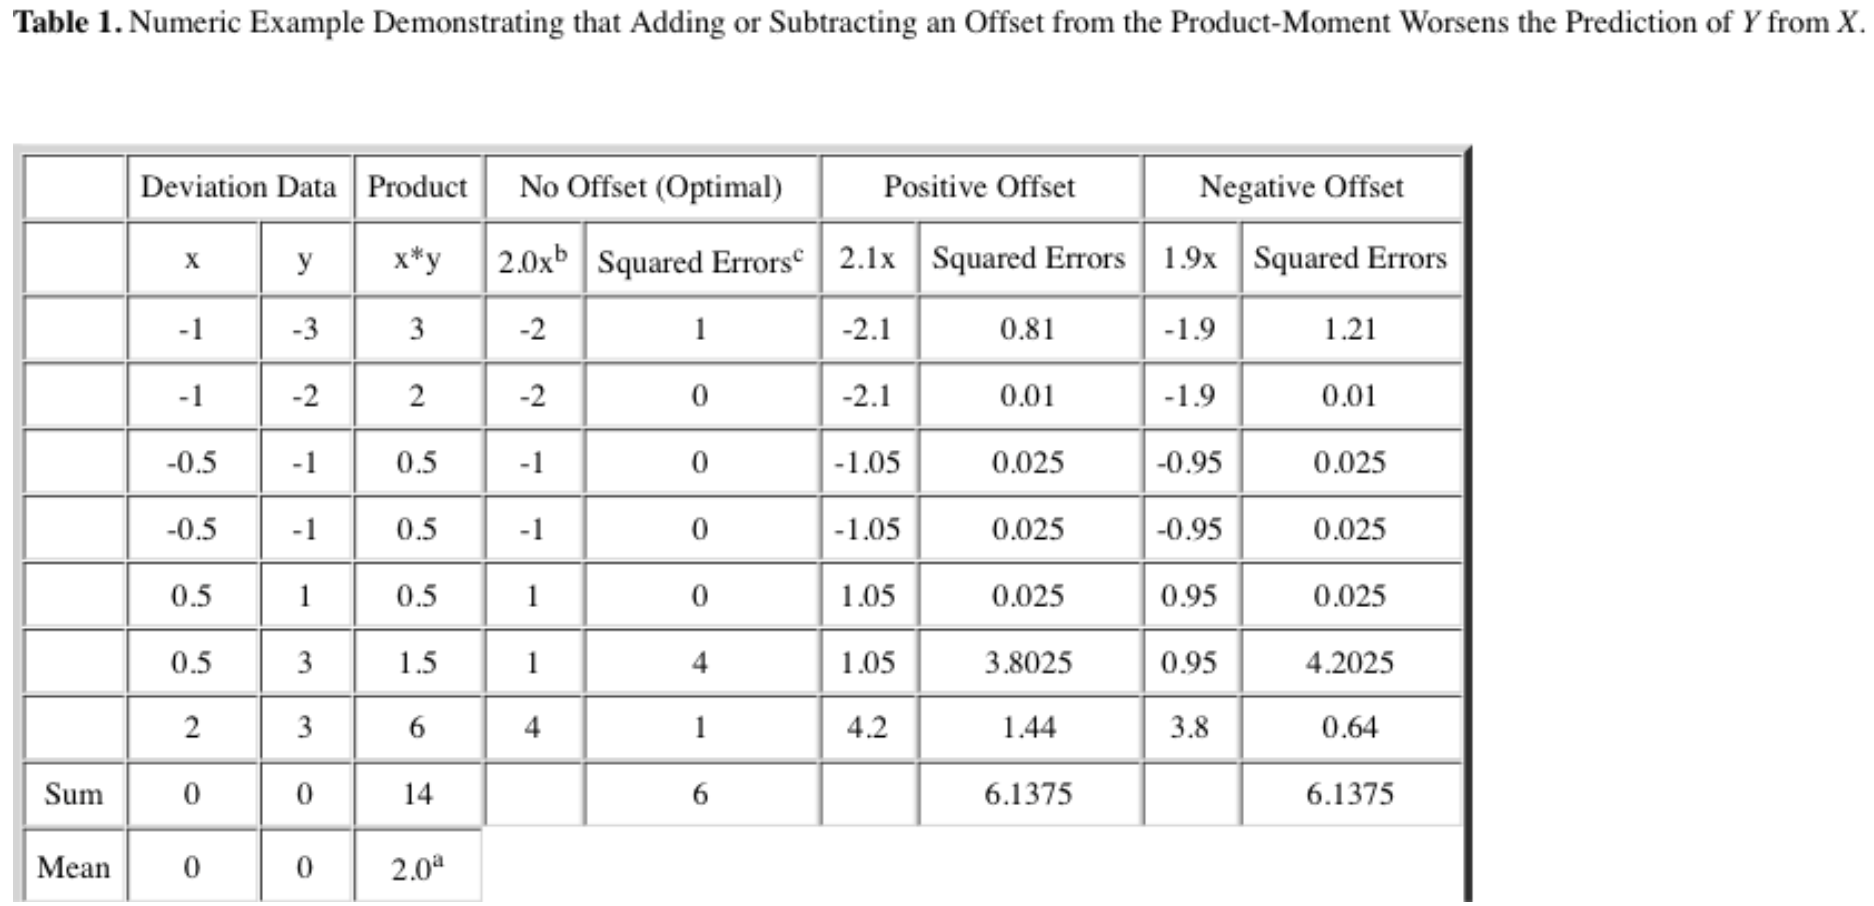 Table 1. Numeric Example Demonstrating that Adding or Subtracting an Offset from the Product-Moment Worsens the Prediction of Y from X.
Deviation Data Product No Offset (Optimal) Positive Offset Negative Offset
x y x*y 2.0xᵇ Squared Errorsᶜ 2.1x Squared Errors 1.9x Squared Errors
-1 -3 3 -2 1 -2.1 0.81 -1.9 1.21
-1 -2 2 -2 0 -2.1 0.01 -1.9 0.01
-0.5 -1 0.5 -1 0 -1.05 0.025 -0.95 0.025
-0.5 -1 0.5 -1 0 -1.05 0.025 -0.95 0.025
0.5 1 0.5 1 0 1.05 0.025 0.95 0.025
0.5 3 1.5 1 4 1.05 3.8025 0.95 4.2025
2 3 6 4 1 4.2 1.44 3.8 0.64
Sum 0 0 14 6 6.1375 6.1375
Mean 0 0 2.0ᵃ